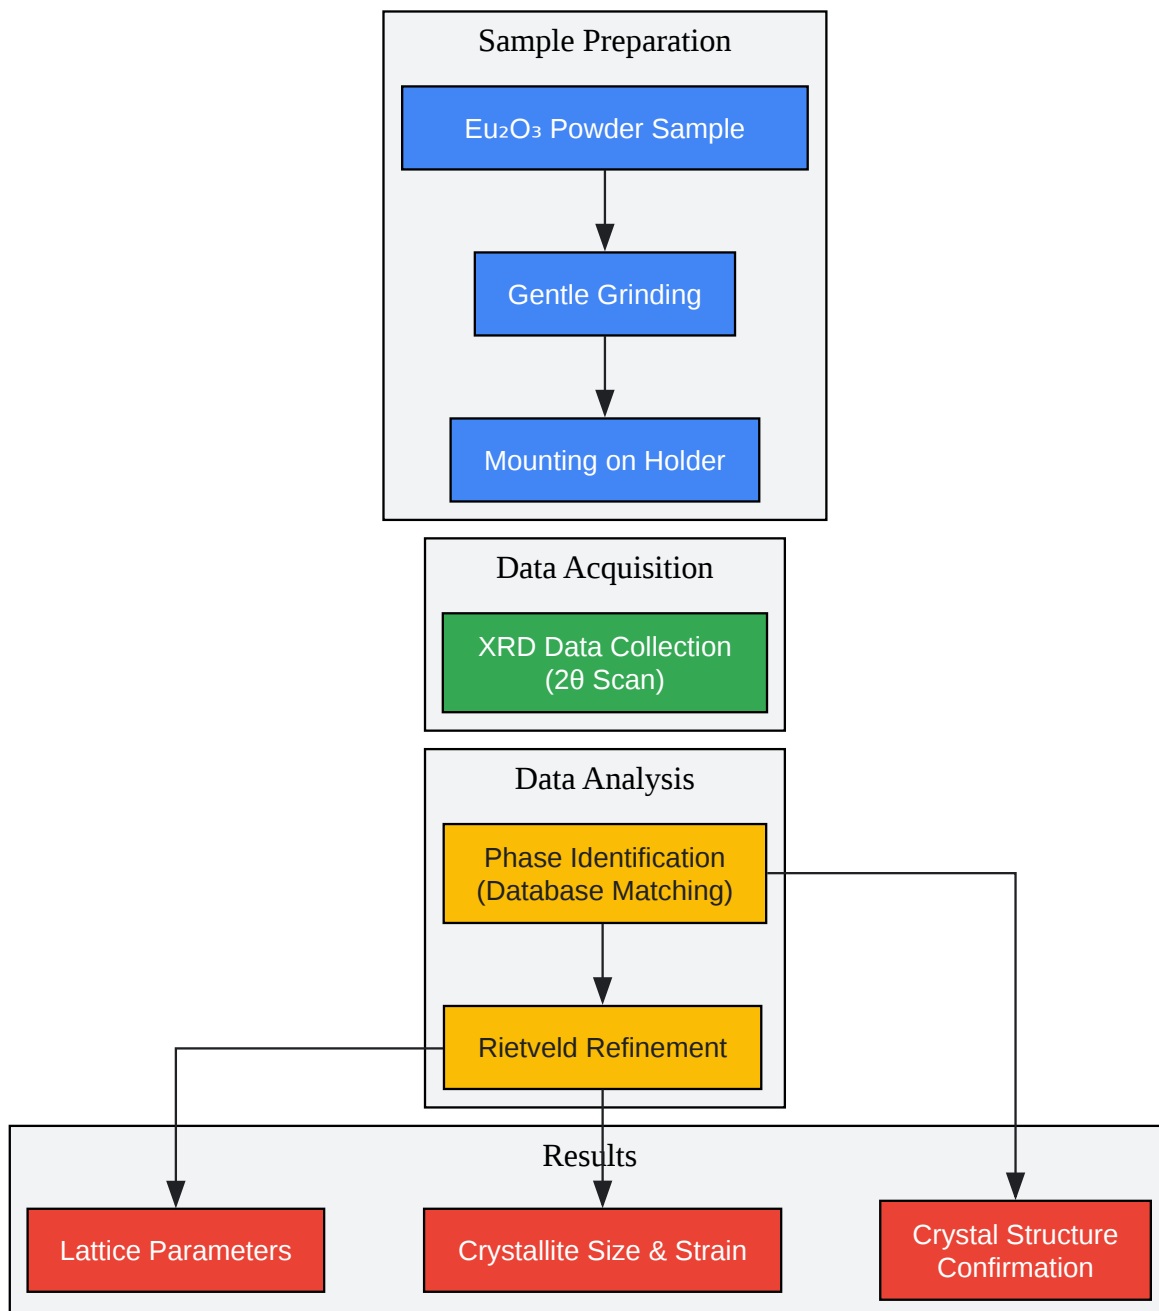 Sample Preparation
Eu₂O₃ Powder Sample
Gentle Grinding
Mounting on Holder
Data Acquisition
XRD Data Collection
(2θ Scan)
Data Analysis
Phase Identification
(Database Matching)
Rietveld Refinement
Results
Lattice Parameters
Crystallite Size & Strain
Crystal Structure
Confirmation